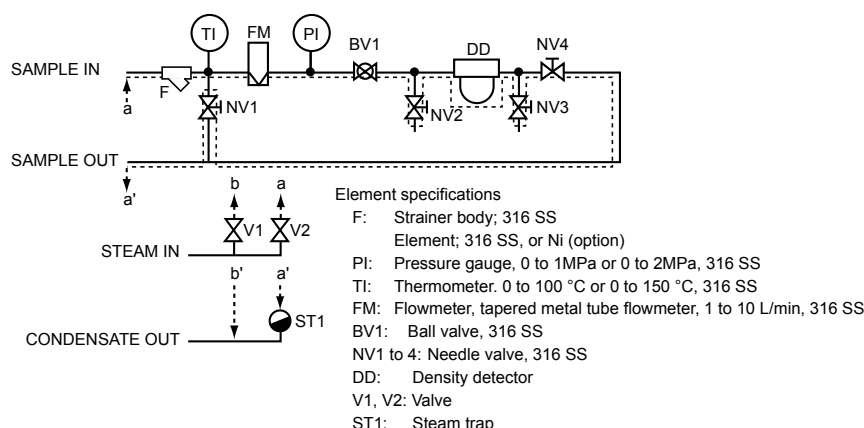 TI
FM
PI
BV1
DD
NV4
SAMPLE IN
a
F
NV1
NV2
NV3
SAMPLE OUT
a'
b
a
V1
V2
STEAM IN
b'
a'
ST1
CONDENSATE OUT
Element specifications
F: Strainer body; 316 SS
Element; 316 SS, or Ni (option)
PI: Pressure gauge, 0 to 1MPa or 0 to 2MPa, 316 SS
TI: Thermometer. 0 to 100 °C or 0 to 150 °C, 316 SS
FM: Flowmeter, tapered metal tube flowmeter, 1 to 10 L/min, 316 SS
BV1: Ball valve, 316 SS
NV1 to 4: Needle valve, 316 SS
DD: Density detector
V1, V2: Valve
ST1: Steam trap